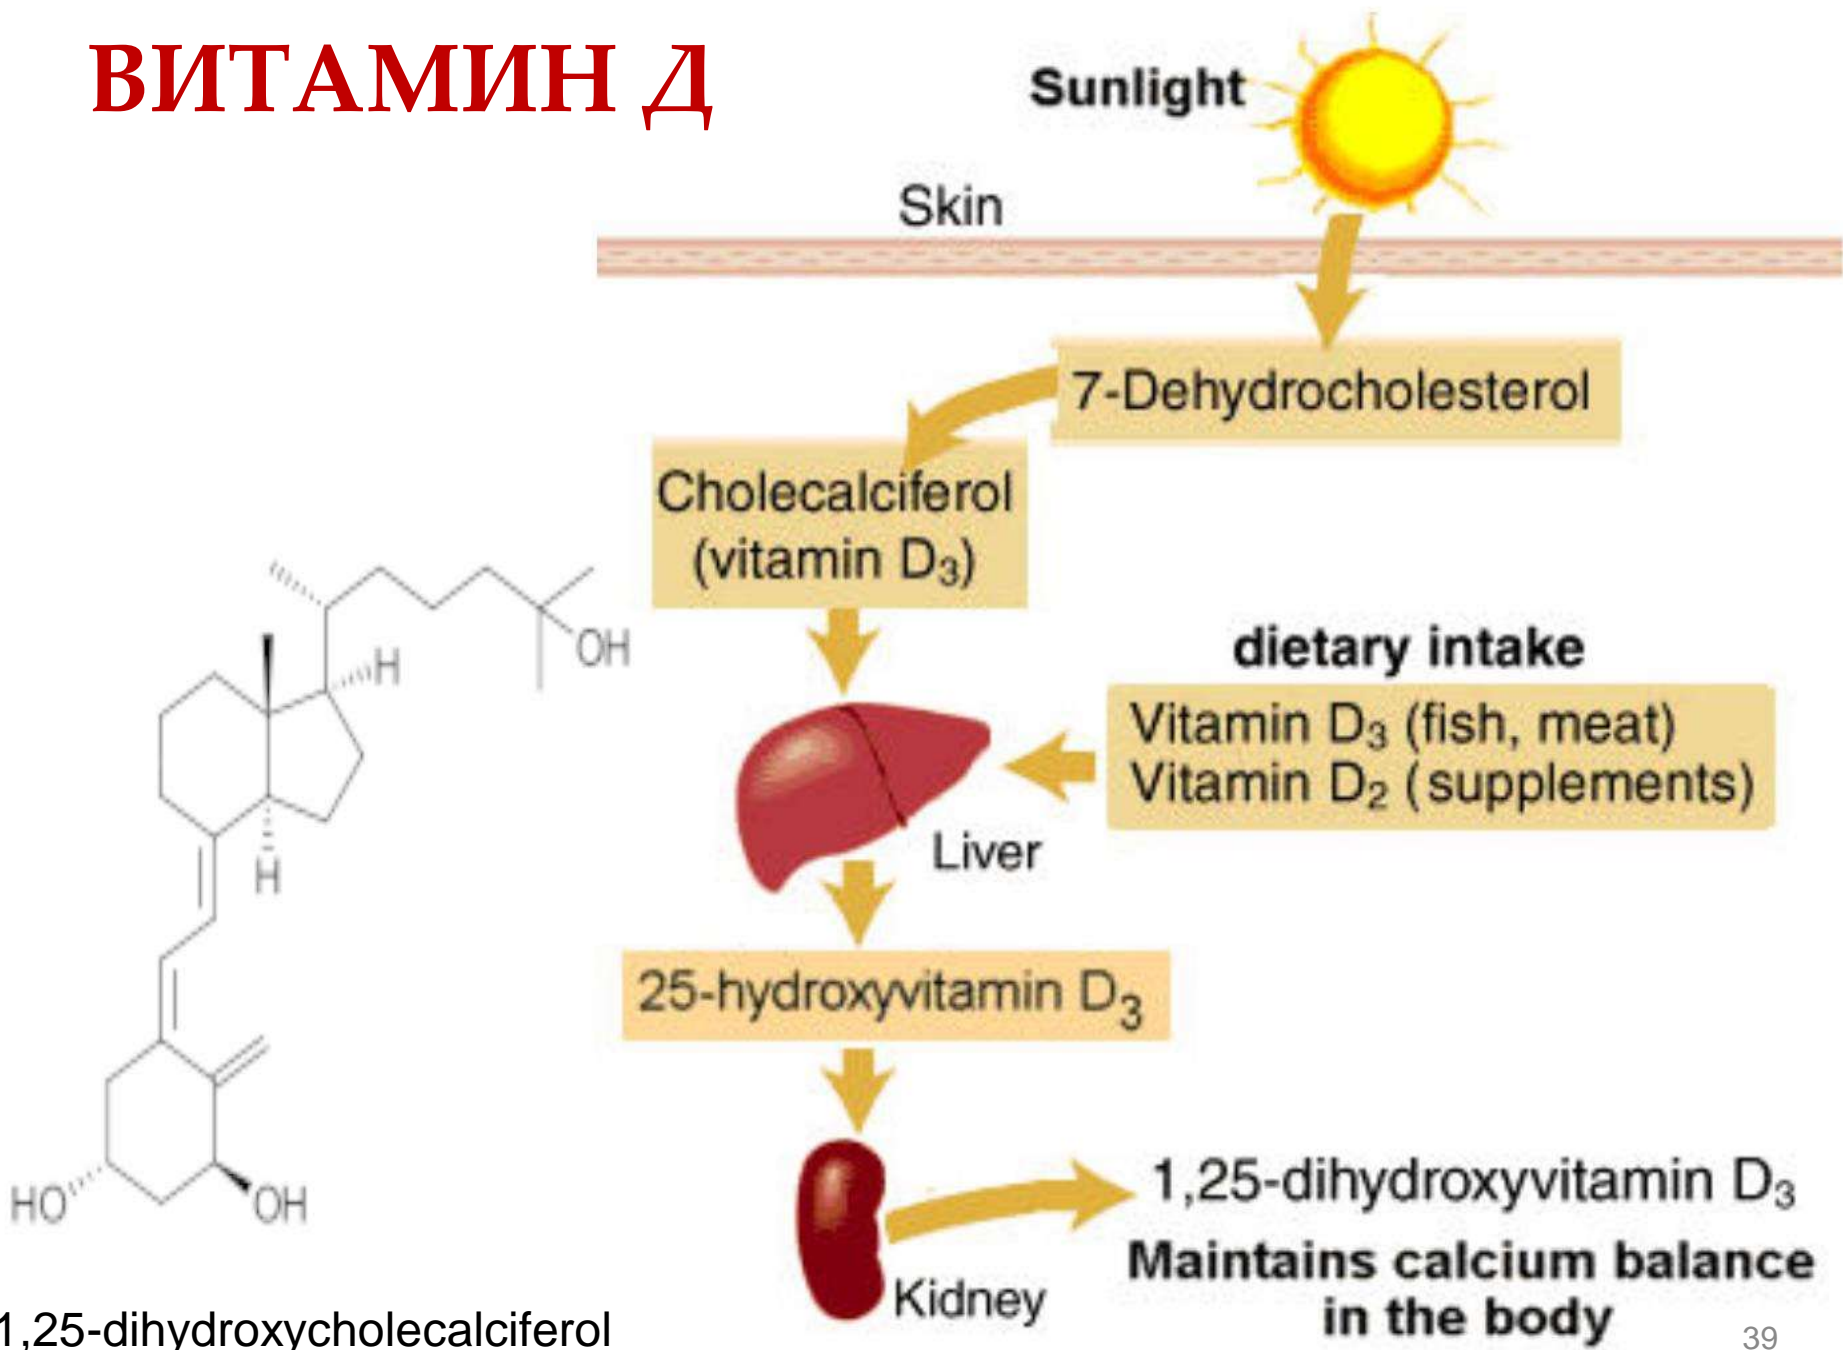 ВИТАМИН Д
Sunlight
Skin
7-Dehydrocholesterol
Cholecalciferol
(vitamin D₃)
OH
H
dietary intake
Vitamin D₃ (fish, meat)
Vitamin D₂ (supplements)
Liver
H
25-hydroxyvitamin D₃
HO
OH
1,25-dihydroxyvitamin D₃
Maintains calcium balance
in the body
Kidney
1,25-dihydroxycholecalciferol
39